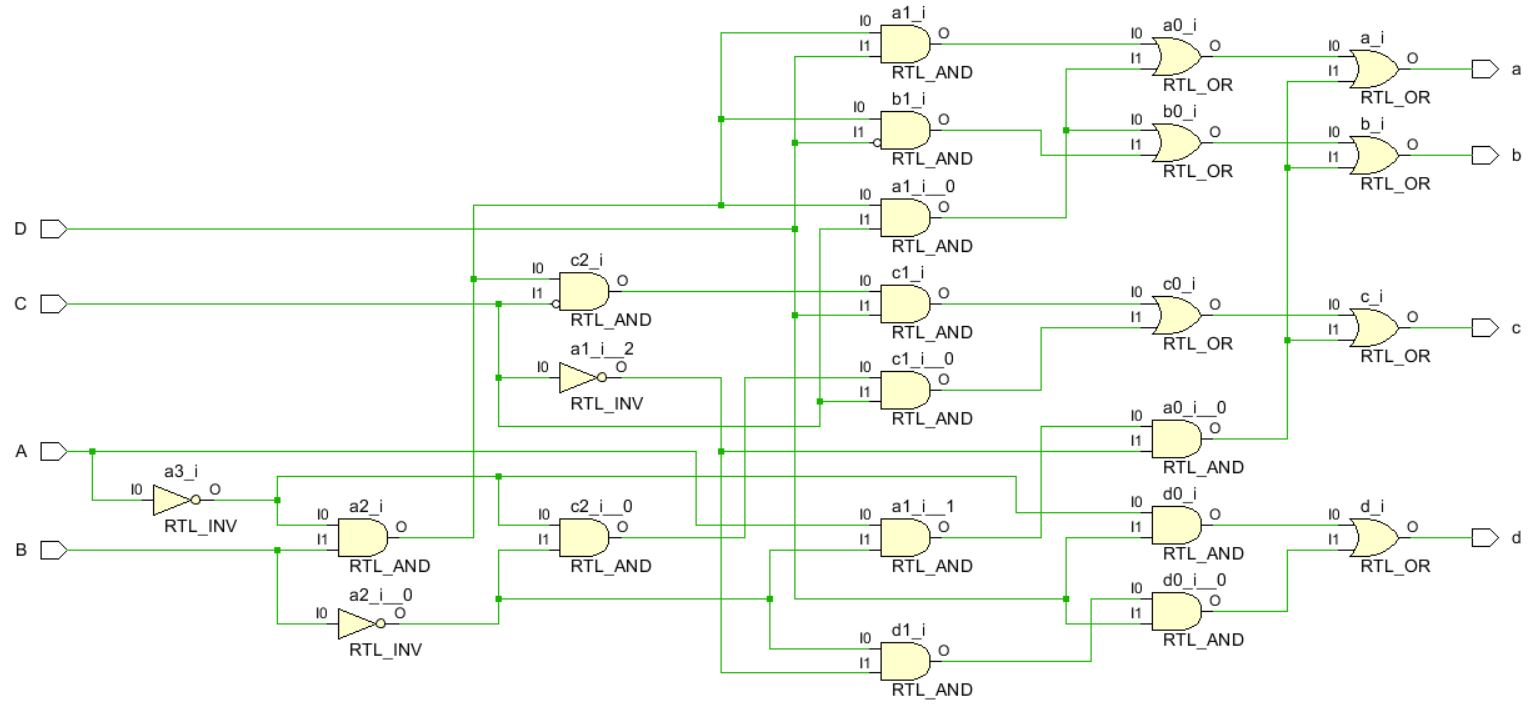 a1_i
I0
I1
O
RTL_AND
a0_i
I0
I1
O
RTL_OR
a_i
I0
I1
O
RTL_OR
a
b1_i
I0
I1
O
RTL_AND
b0_i
I0
I1
O
RTL_OR
b_i
I0
I1
O
RTL_OR
b
a1_i__0
I0
I1
O
RTL_AND
D
c2_i
I0
I1
O
RTL_AND
C
c1_i
I0
I1
O
RTL_AND
c0_i
I0
I1
O
RTL_OR
c_i
I0
I1
O
RTL_OR
c
a1_i__2
I0
O
RTL_INV
c1_i__0
I0
I1
O
RTL_AND
a0_i__0
I0
I1
O
RTL_AND
A
a3_i
I0
O
RTL_INV
B
a2_i
I0
I1
O
RTL_AND
c2_i__0
I0
I1
O
RTL_AND
a1_i__1
I0
I1
O
RTL_AND
d0_i
I0
I1
O
RTL_AND
d_i
I0
I1
O
RTL_OR
d
a2_i__0
I0
O
RTL_INV
d0_i__0
I0
I1
O
RTL_AND
d1_i
I0
I1
O
RTL_AND